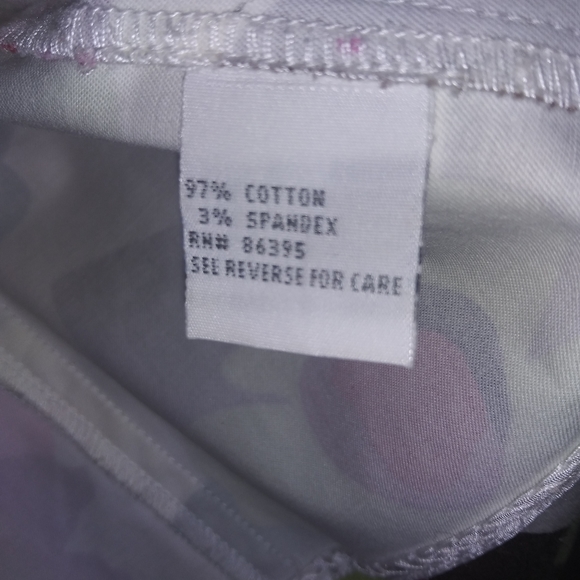 97% COTTON
3% SPANDEX
RN# 86395
SEE REVERSE FOR CARE